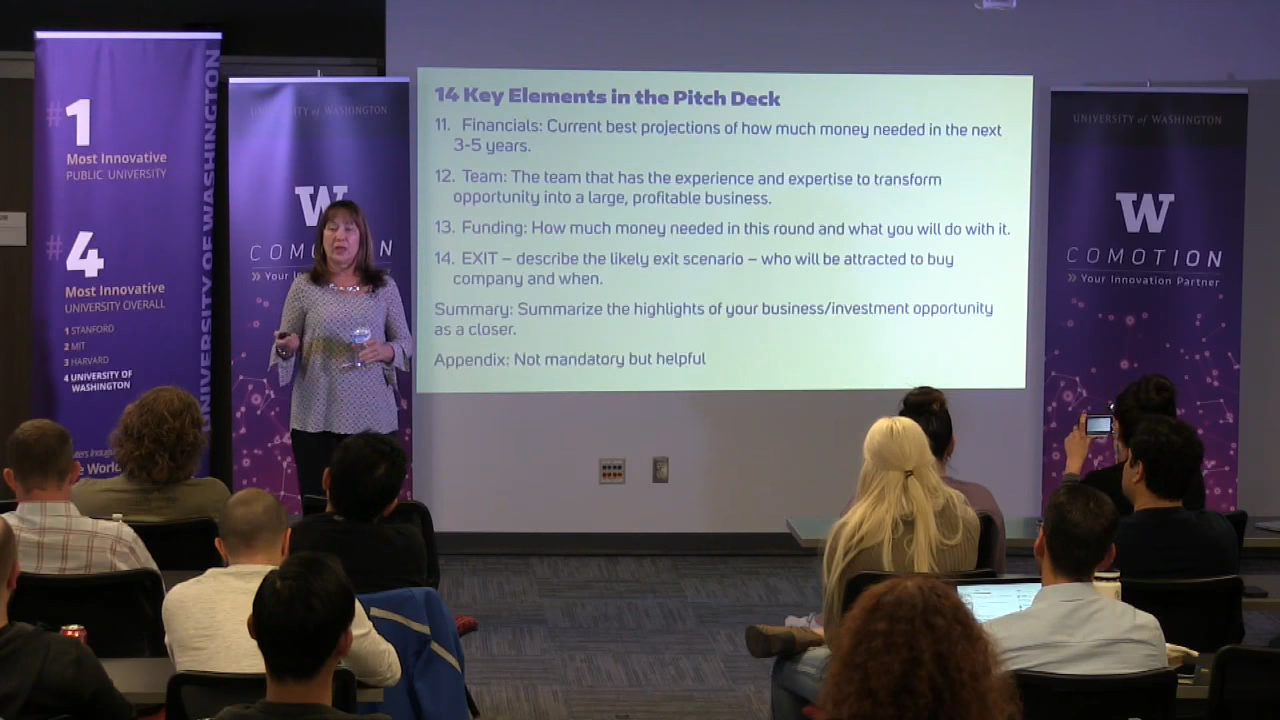 #1
Most Innovative
PUBLIC UNIVERSITY
#4
Most Innovative
UNIVERSITY OVERALL
1 STANFORD
2 MIT
3 HARVARD
4 UNIVERSITY OF
WASHINGTON
World
UNIVERSITY OF WASHINGTON
UNIVERSITY of WASHINGTON
W
COMOTION
» Your
14 Key Elements in the Pitch Deck
11. Financials: Current best projections of how much money needed in the next
3-5 years.
12. Team: The team that has the experience and expertise to transform
opportunity into a large, profitable business.
13. Funding: How much money needed in this round and what you will do with it.
14. EXIT – describe the likely exit scenario – who will be attracted to buy
company and when.
Summary: Summarize the highlights of your business/investment opportunity
as a closer.
Appendix: Not mandatory but helpful
UNIVERSITY of WASHINGTON
W
COMOTION
» Your Innovation Partner